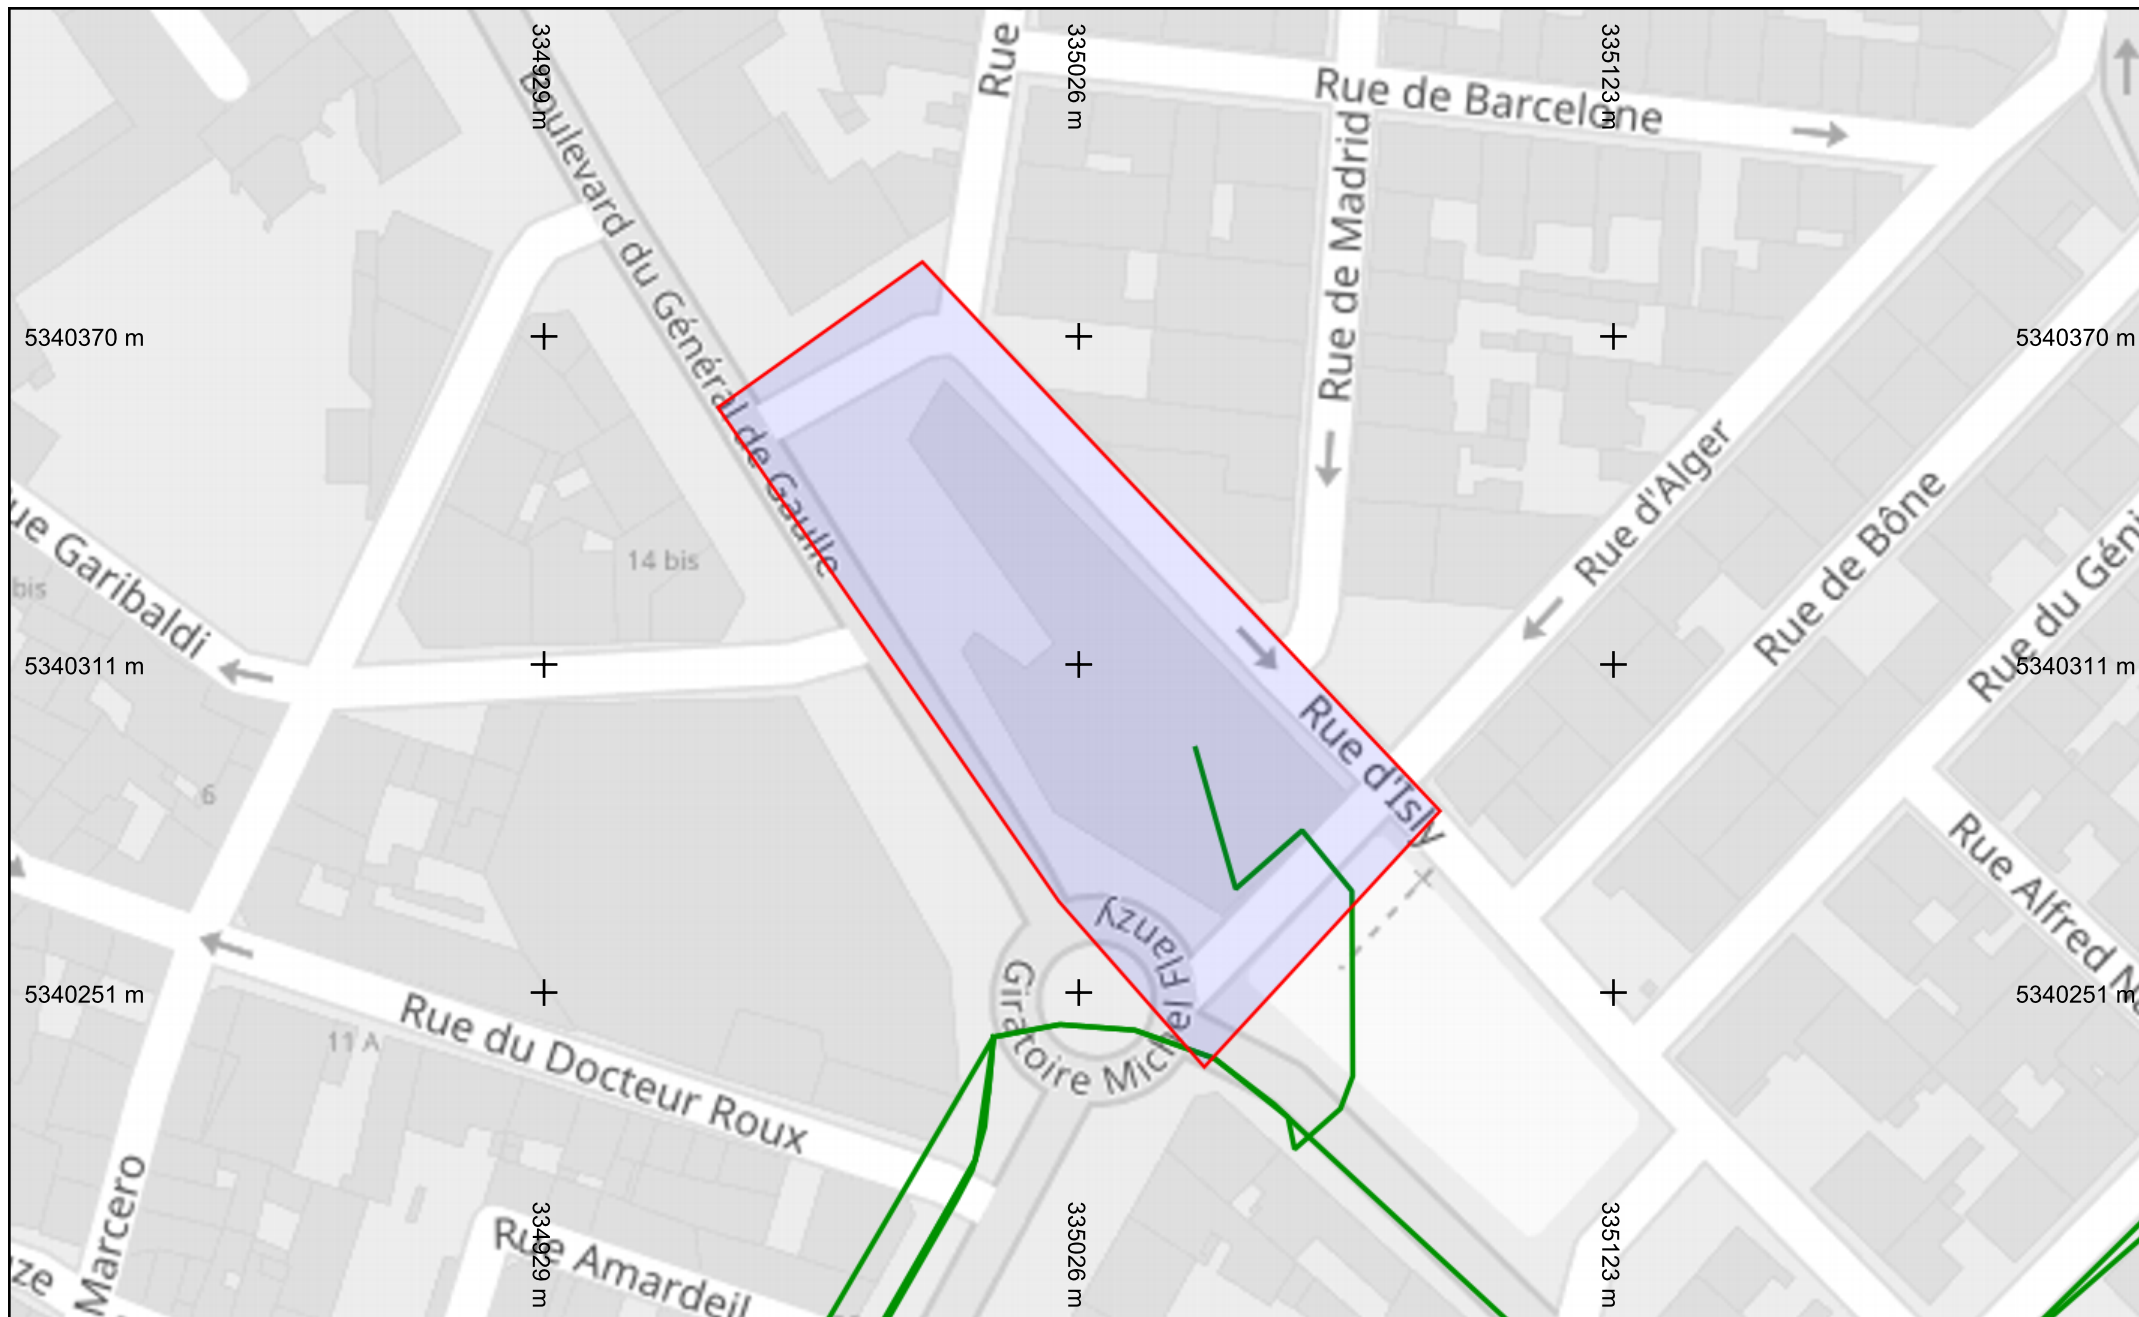 334929 m
335026 m
335123 m
Rue
Rue de Barcelone
Boulevard du Général de Gaulle
Rue de Madrid
5340370 m
5340370 m
Rue d'Alger
Rue de Bône
ue Garibaldi
14 bis
bis
Rue du Géni
5340311 m
5340311 m
Rue d'Isly
6
Rue Alfred
Giratoire Michel Flanzy
5340251 m
5340251 m
Rue du Docteur Roux
11 A
Marcero
Rue Amardeil
ze
334929 m
335026 m
335123 m